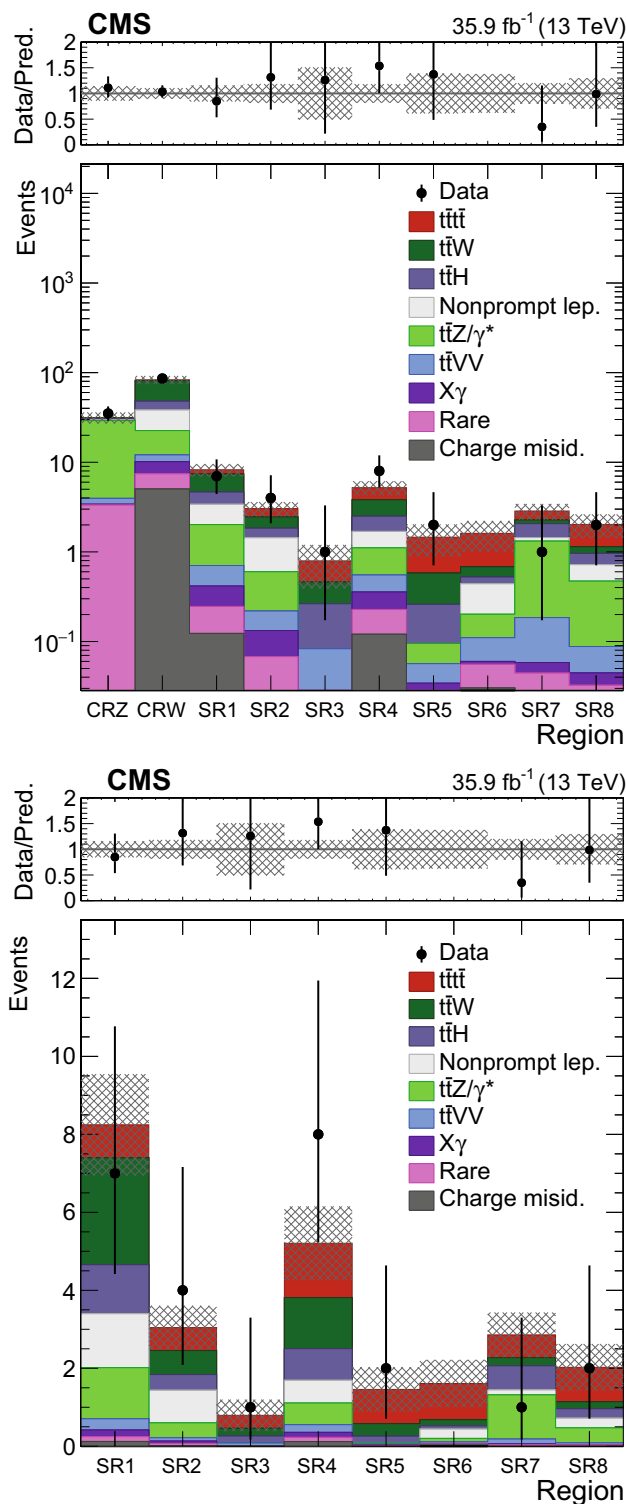 CMS 35.9 fb⁻¹ (13 TeV)
Data/Pred.
2
1.5
1
0.5
0
Events
10⁴
10³
10²
10
1
10⁻¹
Data
tt̄tt̄
tt̄W
tt̄H
Nonprompt lep.
tt̄Z/γ*
tt̄VV
Xγ
Rare
Charge misid.
CRZ CRW SR1 SR2 SR3 SR4 SR5 SR6 SR7 SR8
Region
CMS 35.9 fb⁻¹ (13 TeV)
Data/Pred.
2
1.5
1
0.5
0
Events
12
10
8
6
4
2
0
Data
tt̄tt̄
tt̄W
tt̄H
Nonprompt lep.
tt̄Z/γ*
tt̄VV
Xγ
Rare
Charge misid.
SR1 SR2 SR3 SR4 SR5 SR6 SR7 SR8
Region